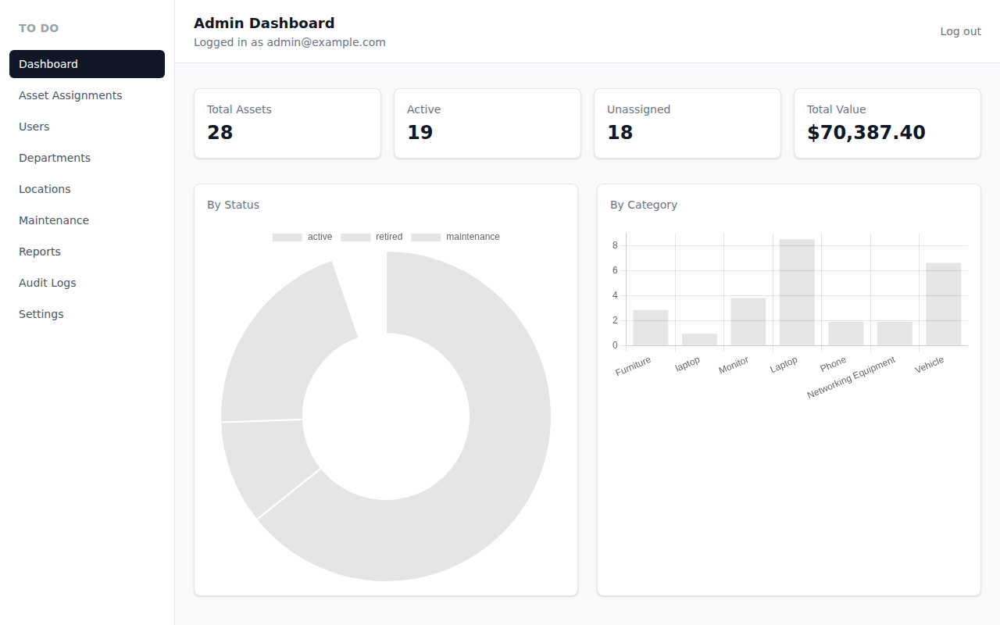 TO DO
Dashboard
Asset Assignments
Users
Departments
Locations
Maintenance
Reports
Audit Logs
Settings
Admin Dashboard
Logged in as admin@example.com
Log out
Total Assets
28
Active
19
Unassigned
18
Total Value
$70,387.40
By Status
active retired maintenance
By Category
8
6
4
2
0
Furniture laptop Monitor Laptop Phone Networking Equipment Vehicle